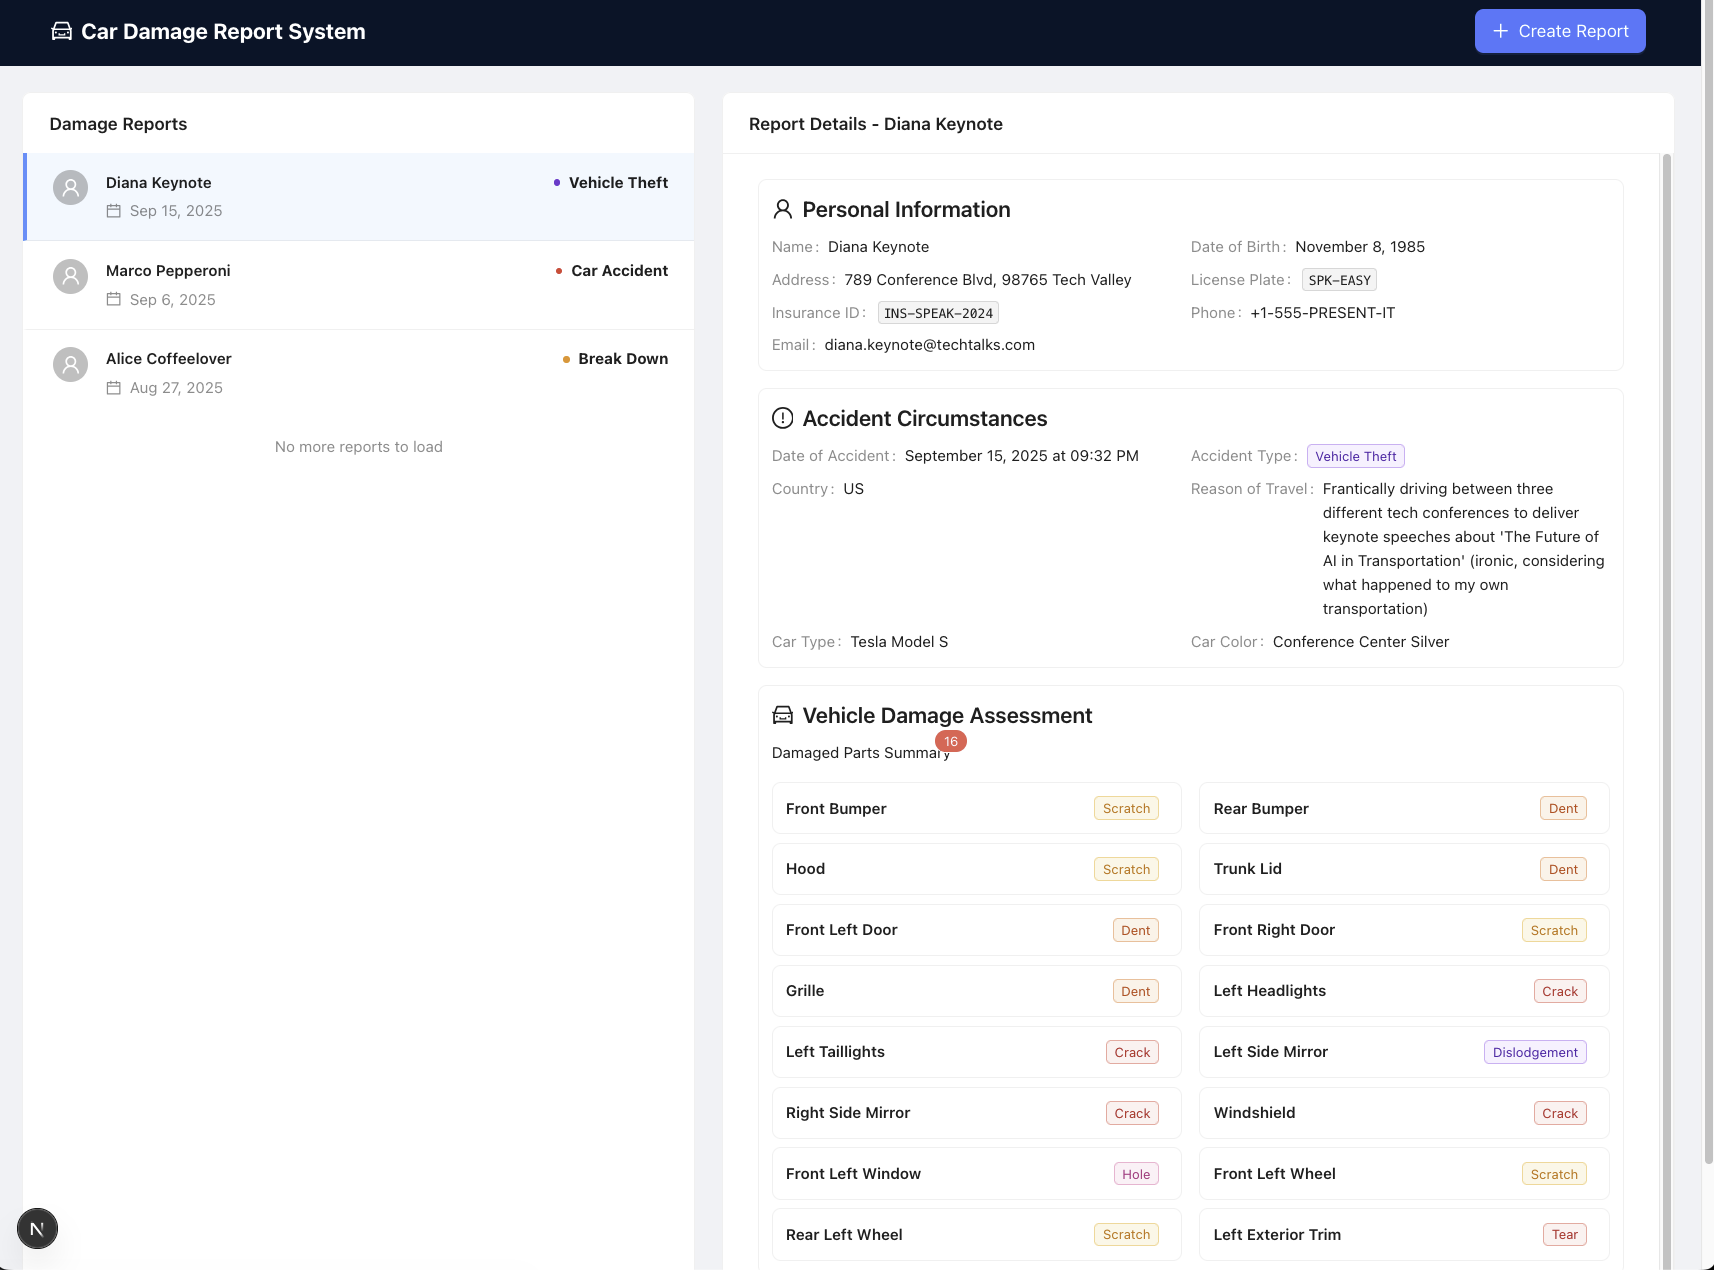 Car Damage Report System
+ Create Report
Damage Reports
Diana Keynote
Vehicle Theft
Sep 15, 2025
Marco Pepperoni
Car Accident
Sep 6, 2025
Alice Coffeelover
Break Down
Aug 27, 2025
No more reports to load
N
Report Details - Diana Keynote
Personal Information
Name: Diana Keynote
Date of Birth: November 8, 1985
Address: 789 Conference Blvd, 98765 Tech Valley
License Plate: SPK-EASY
Insurance ID: INS-SPEAK-2024
Phone: +1-555-PRESENT-IT
Email: diana.keynote@techtalks.com
Accident Circumstances
Date of Accident: September 15, 2025 at 09:32 PM
Accident Type: Vehicle Theft
Country: US
Reason of Travel: Frantically driving between three
different tech conferences to deliver
keynote speeches about 'The Future of
AI in Transportation' (ironic, considering
what happened to my own
transportation)
Car Type: Tesla Model S
Car Color: Conference Center Silver
Vehicle Damage Assessment
Damaged Parts Summary
16
Front Bumper
Scratch
Rear Bumper
Dent
Hood
Scratch
Trunk Lid
Dent
Front Left Door
Dent
Front Right Door
Scratch
Grille
Dent
Left Headlights
Crack
Left Taillights
Crack
Left Side Mirror
Dislodgement
Right Side Mirror
Crack
Windshield
Crack
Front Left Window
Hole
Front Left Wheel
Scratch
Rear Left Wheel
Scratch
Left Exterior Trim
Tear